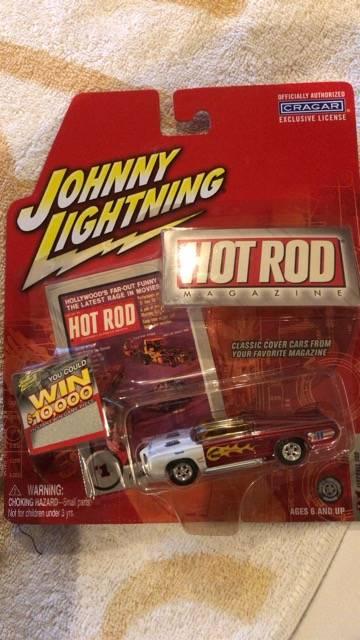 OFFICIALLY AUTHORIZED
CRAGAR
EXCLUSIVE LICENSE
JOHNNY
LIGHTNING
HOT ROD
MAGAZINE
HOLLYWOOD'S FAR-OUT FUNNY
THE LATEST RAGE IN MOVIES
HOT ROD
CLASSIC COVER CARS FROM
YOUR FAVORITE MAGAZINE
YOU COULD
WIN
$10,000
WARNING:
CHOKING HAZARD—Small parts
Not for children under 3 yrs.
AGES 6 AND UP